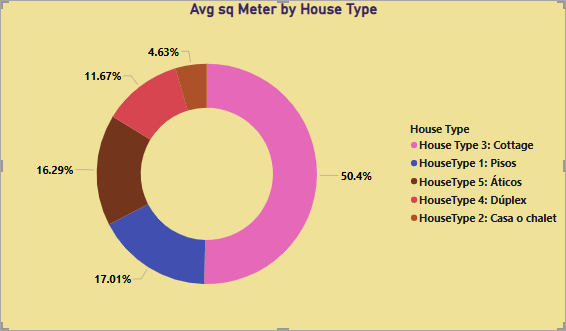 Avg sq Meter by House Type
4.63%
11.67%
16.29%
17.01%
50.4%
House Type
House Type 3: Cottage
HouseType 1: Pisos
HouseType 5: Áticos
HouseType 4: Dúplex
HouseType 2: Casa o chalet